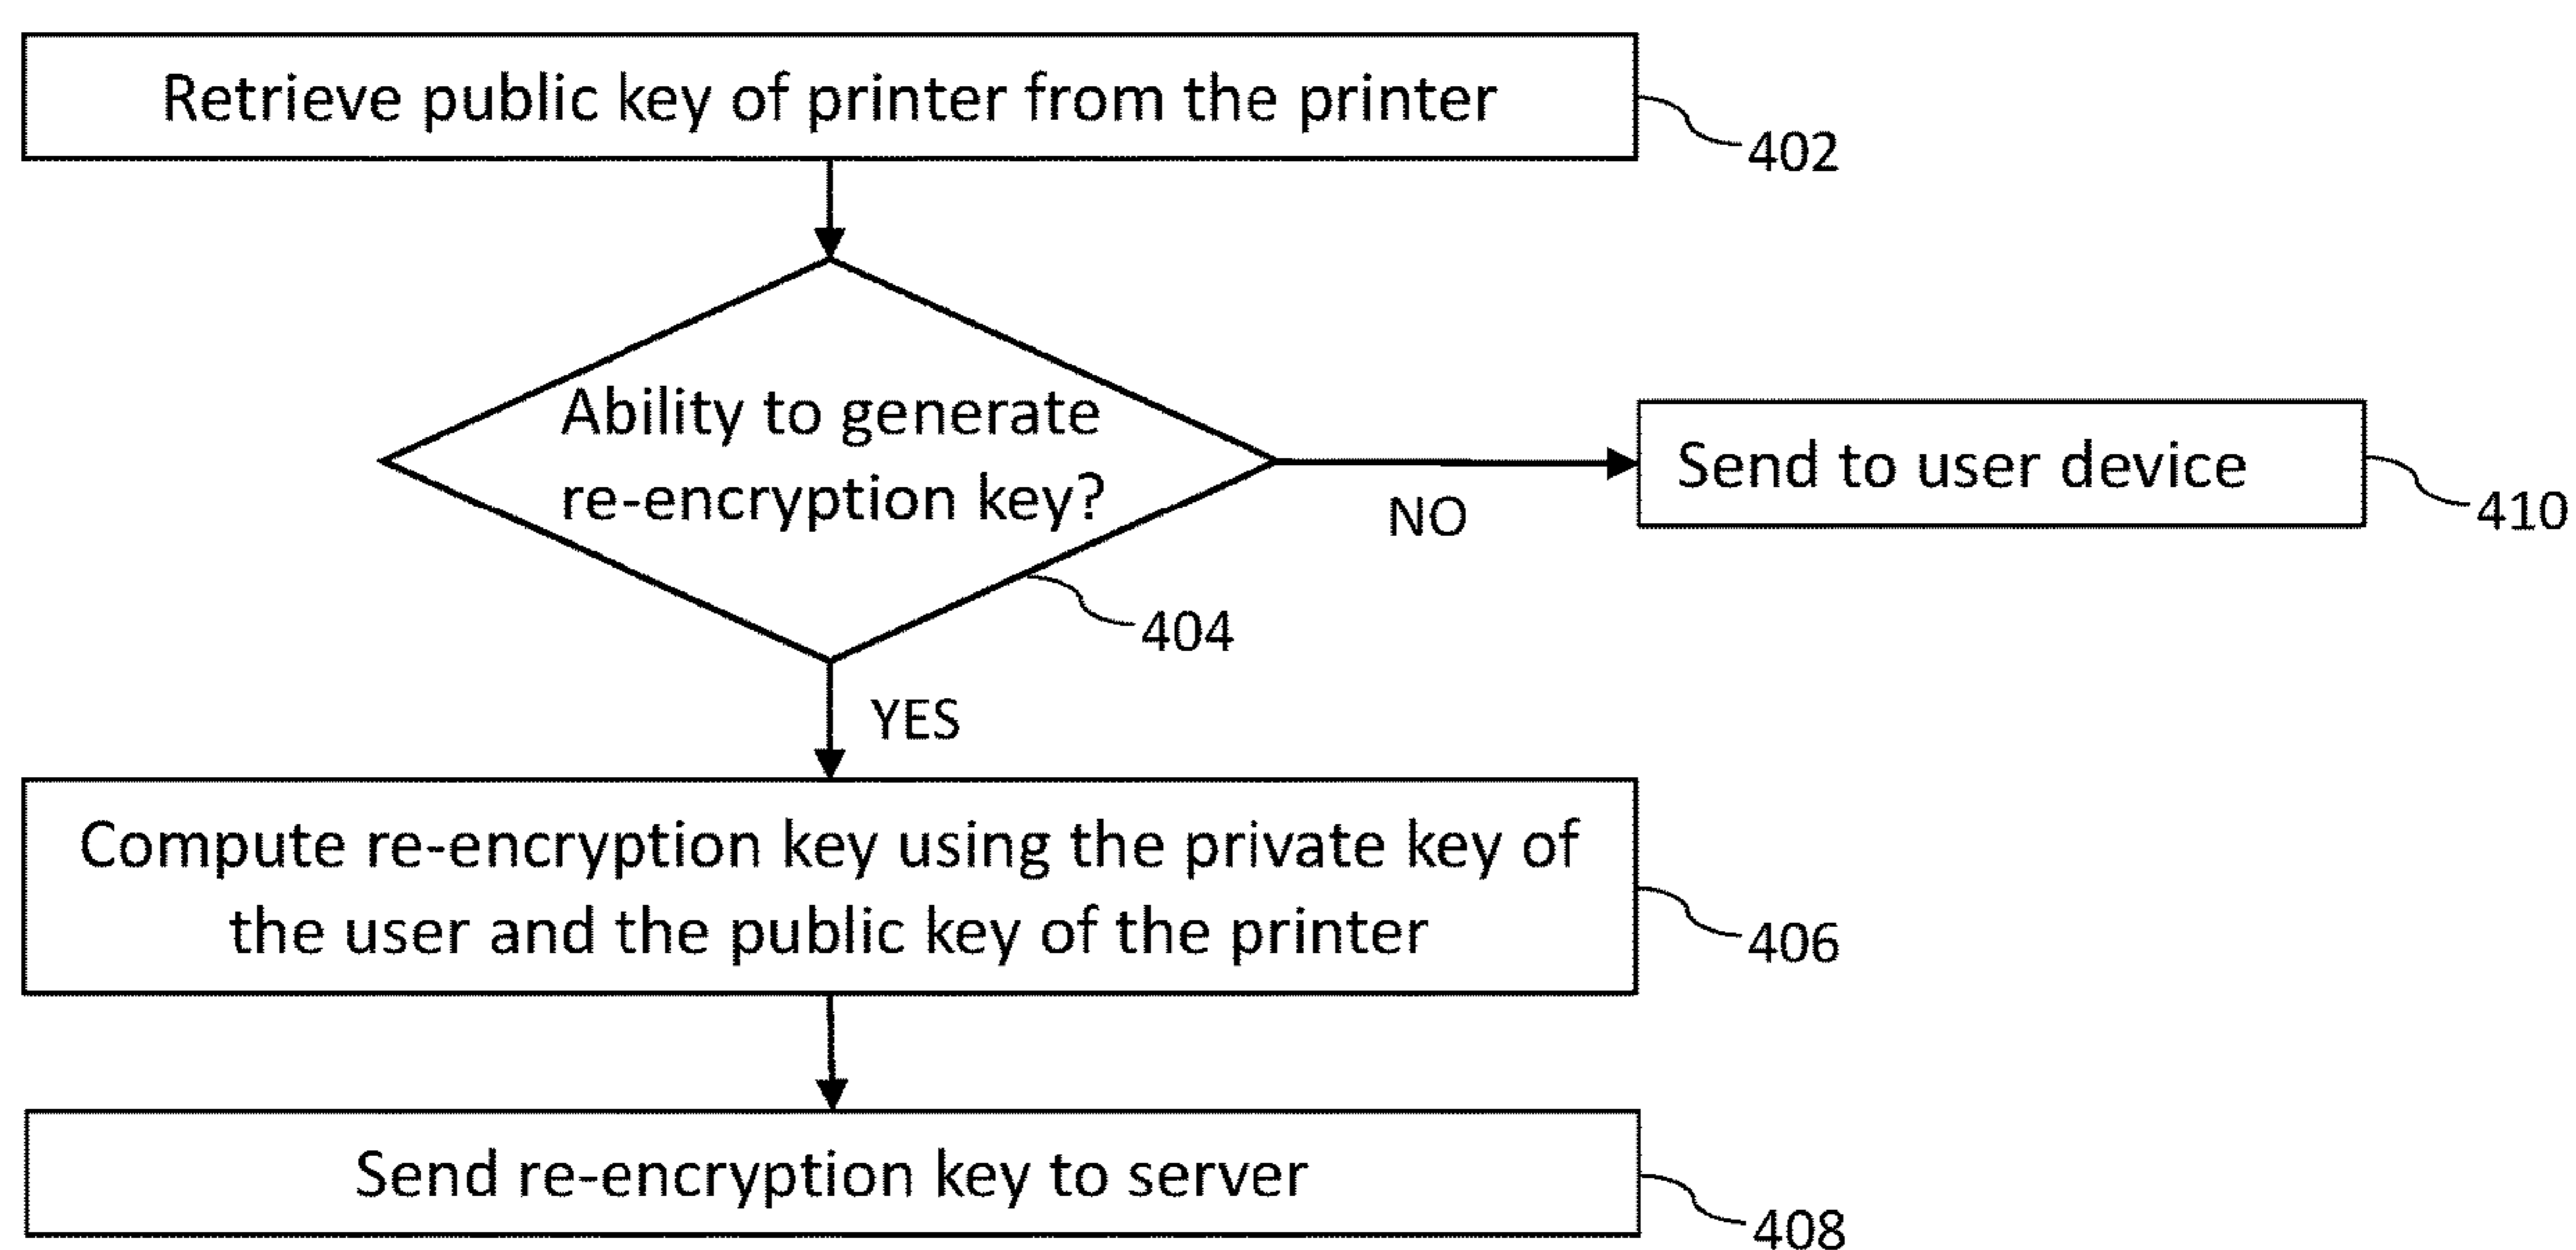 Retrieve public key of printer from the printer
402
Ability to generate
re-encryption key?
NO
Send to user device
410
404
YES
Compute re-encryption key using the private key of
the user and the public key of the printer
406
Send re-encryption key to server
408